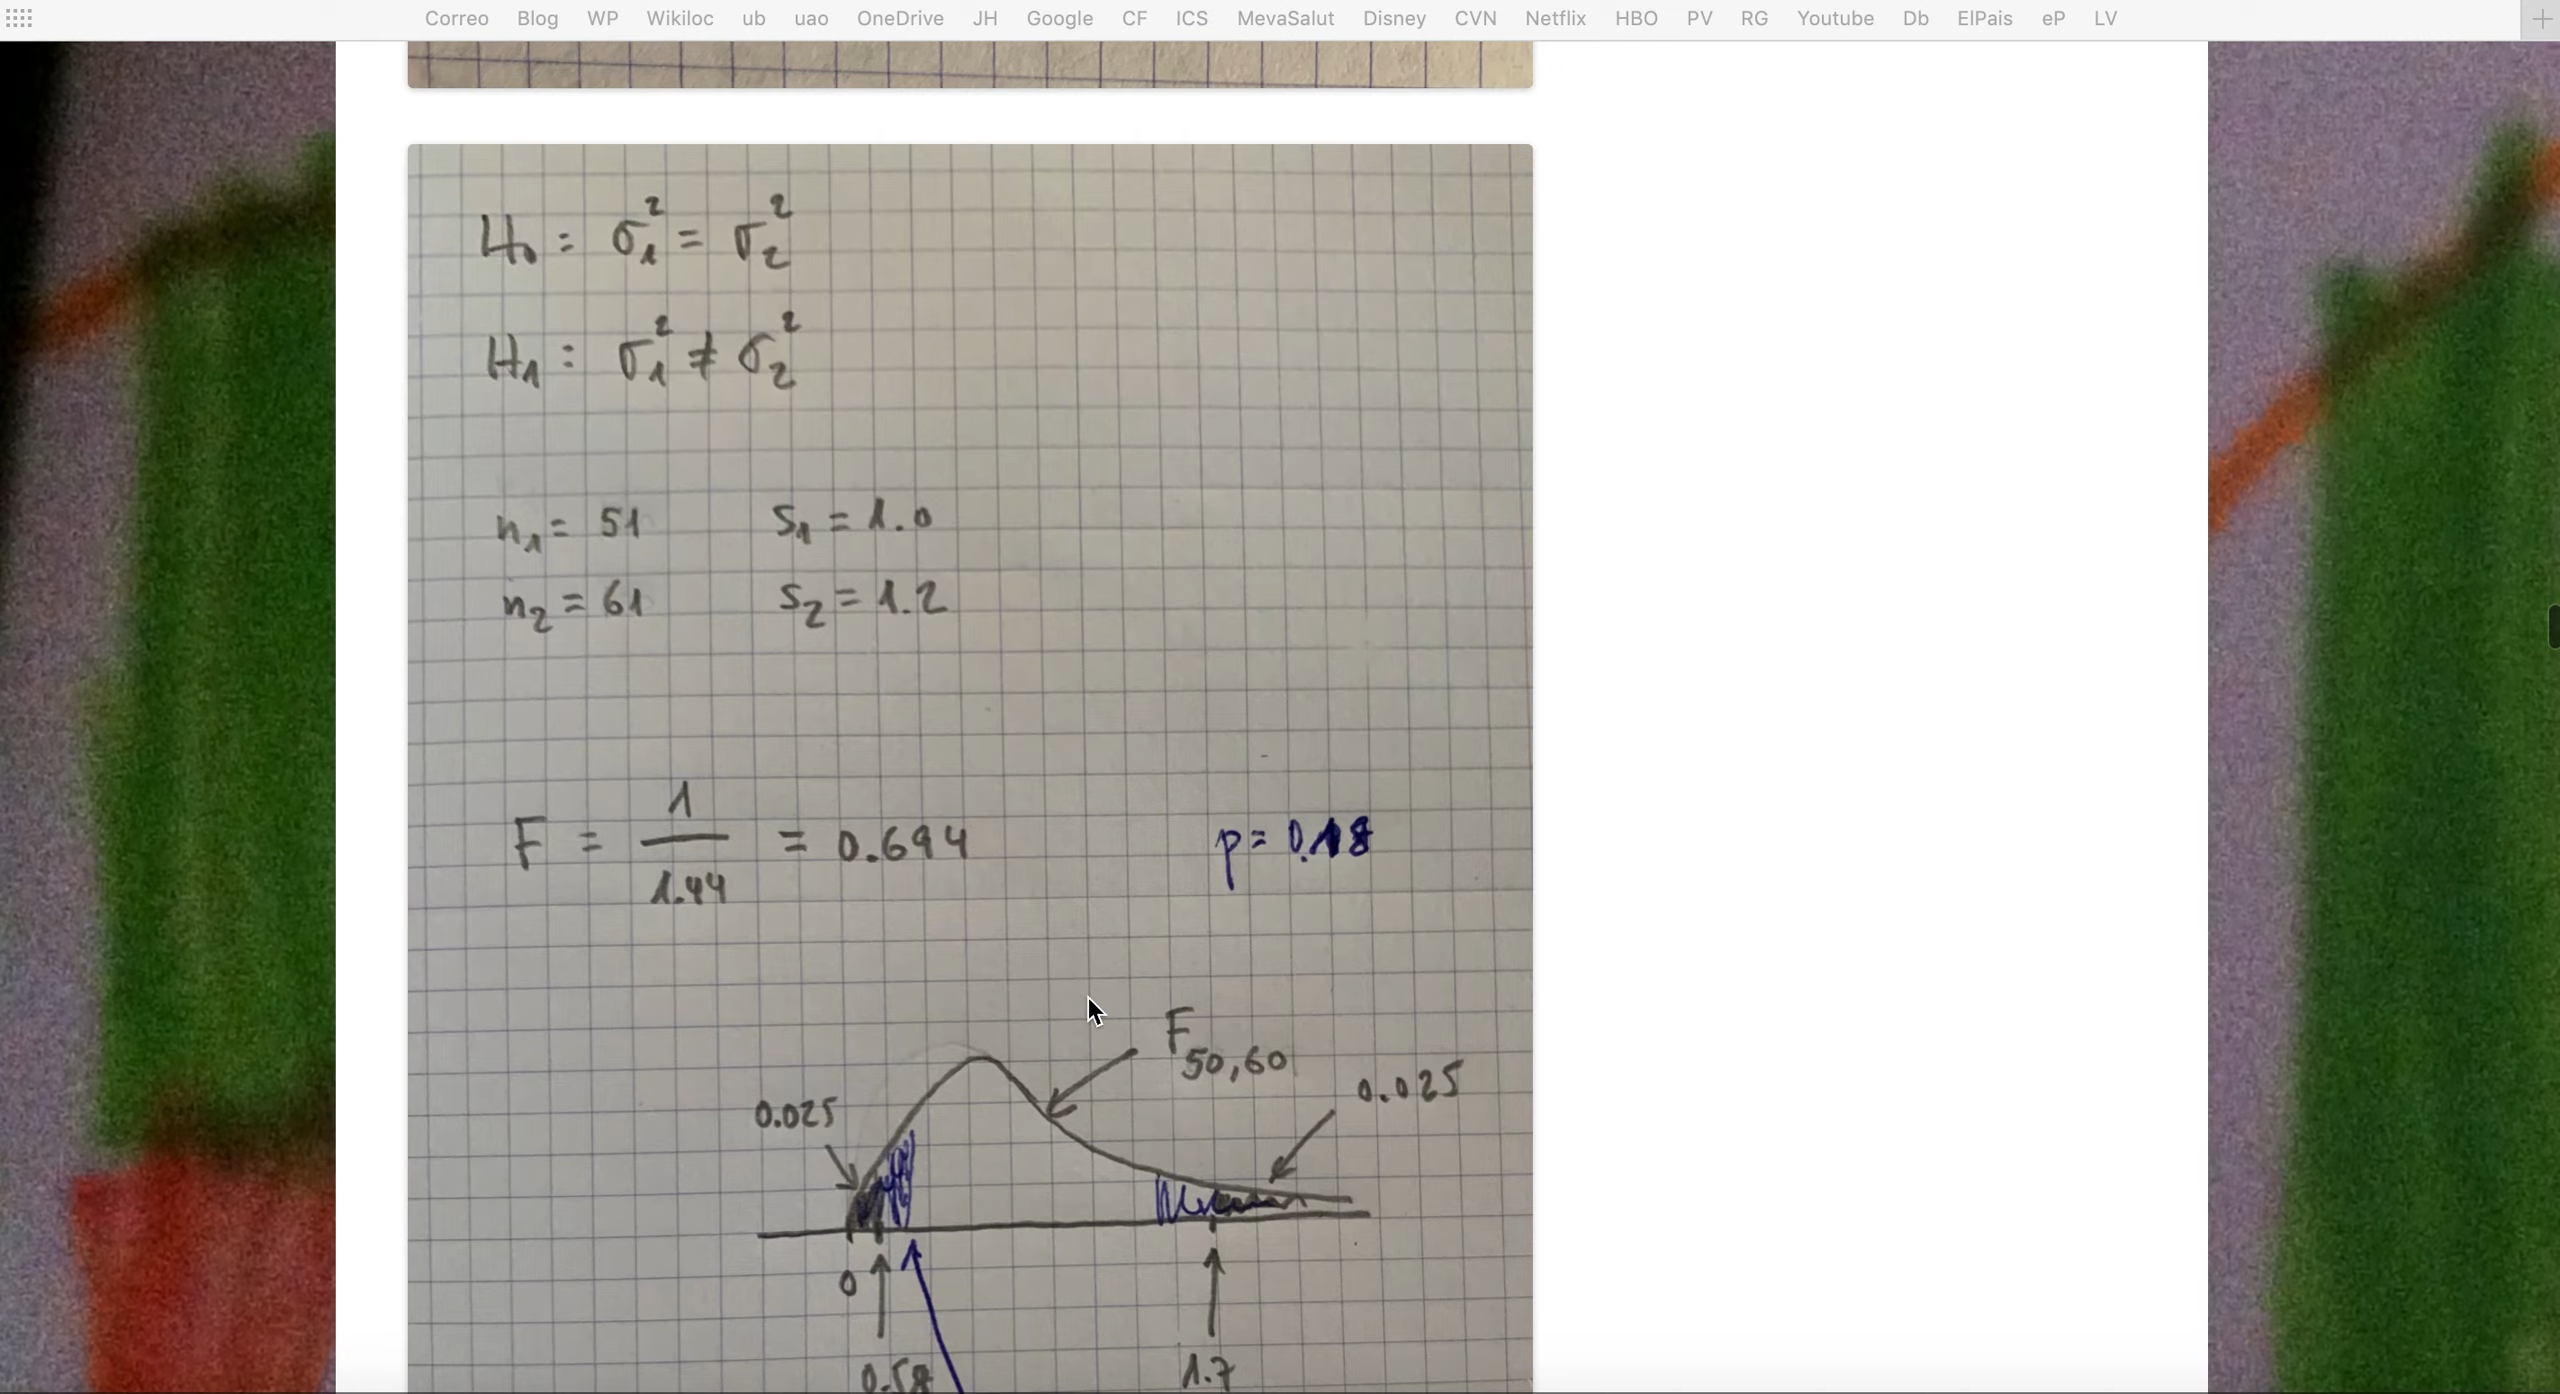 Correo Blog WP Wikiloc ub uao OneDrive JH Google CF ICS MevaSalut Disney CVN Netflix HBO PV RG Youtube Db ElPais eP LV
H₀ : σ₁² = σ₂²
H₁ : σ₁² ≠ σ₂²
n₁ = 51 s₁ = 1.0
n₂ = 61 s₂ = 1.2
F = 1/1.44 = 0.694 p = 0.18
F₅₀,₆₀
0.025 0.025
0
0.58 1.7